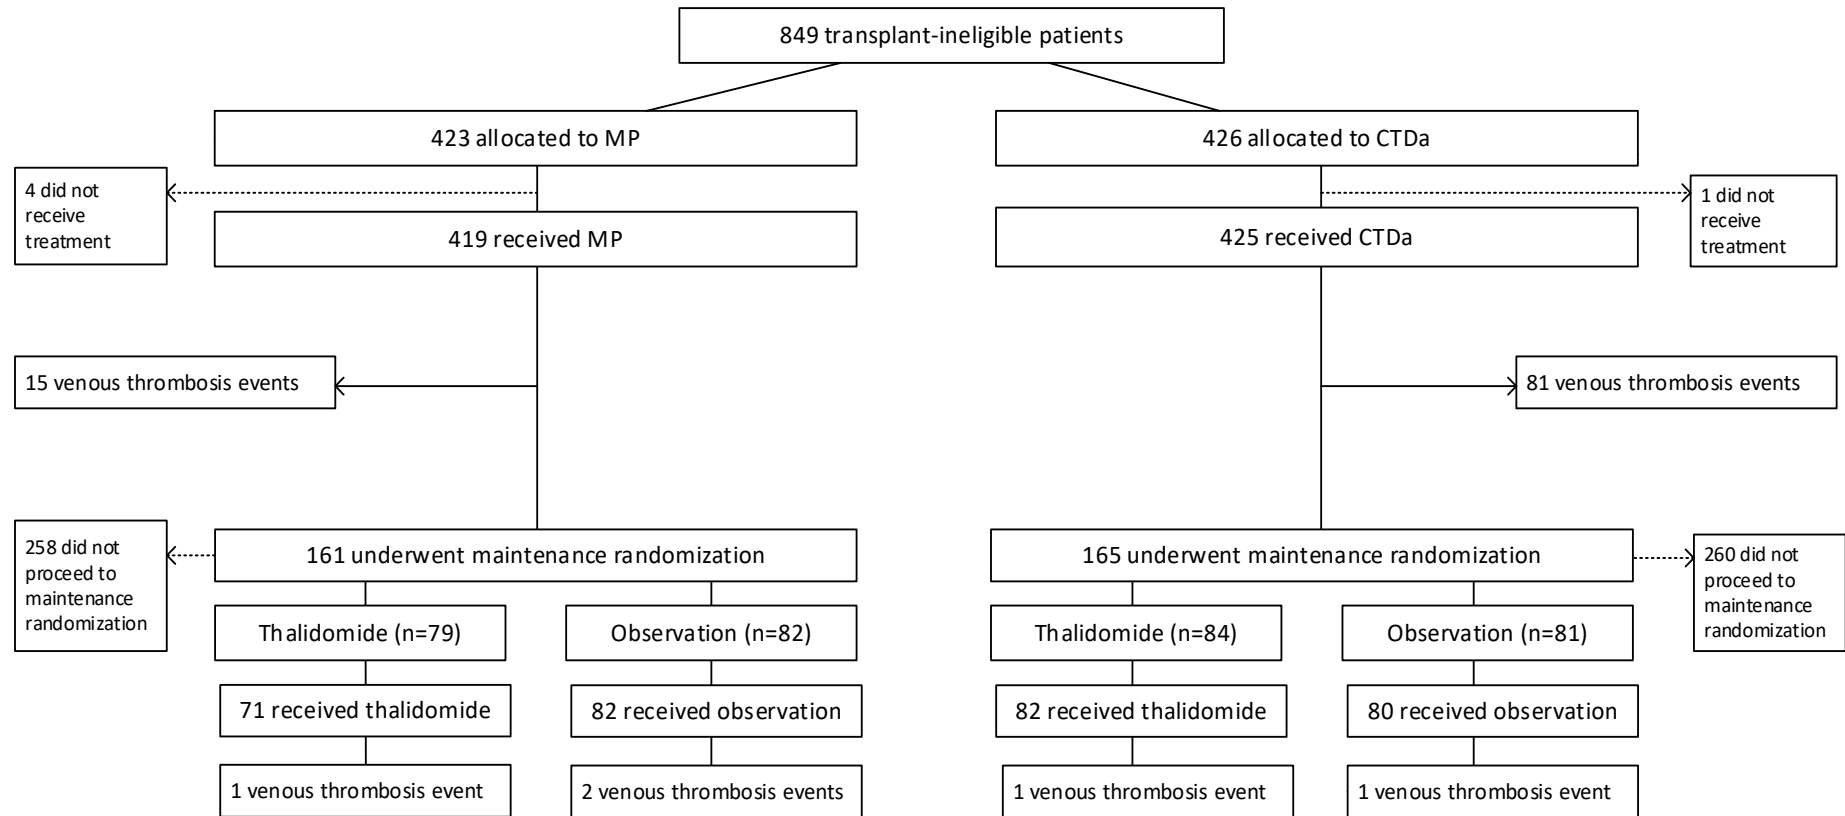 849 transplant-ineligible patients
423 allocated to MP
426 allocated to CTDa
4 did not
receive
treatment
1 did not
receive
treatment
419 received MP
425 received CTDa
15 venous thrombosis events
81 venous thrombosis events
258 did not
proceed to
maintenance
randomization
161 underwent maintenance randomization
165 underwent maintenance randomization
260 did not
proceed to
maintenance
randomization
Thalidomide (n=79)
Observation (n=82)
Thalidomide (n=84)
Observation (n=81)
71 received thalidomide
82 received observation
82 received thalidomide
80 received observation
1 venous thrombosis event
2 venous thrombosis events
1 venous thrombosis event
1 venous thrombosis event